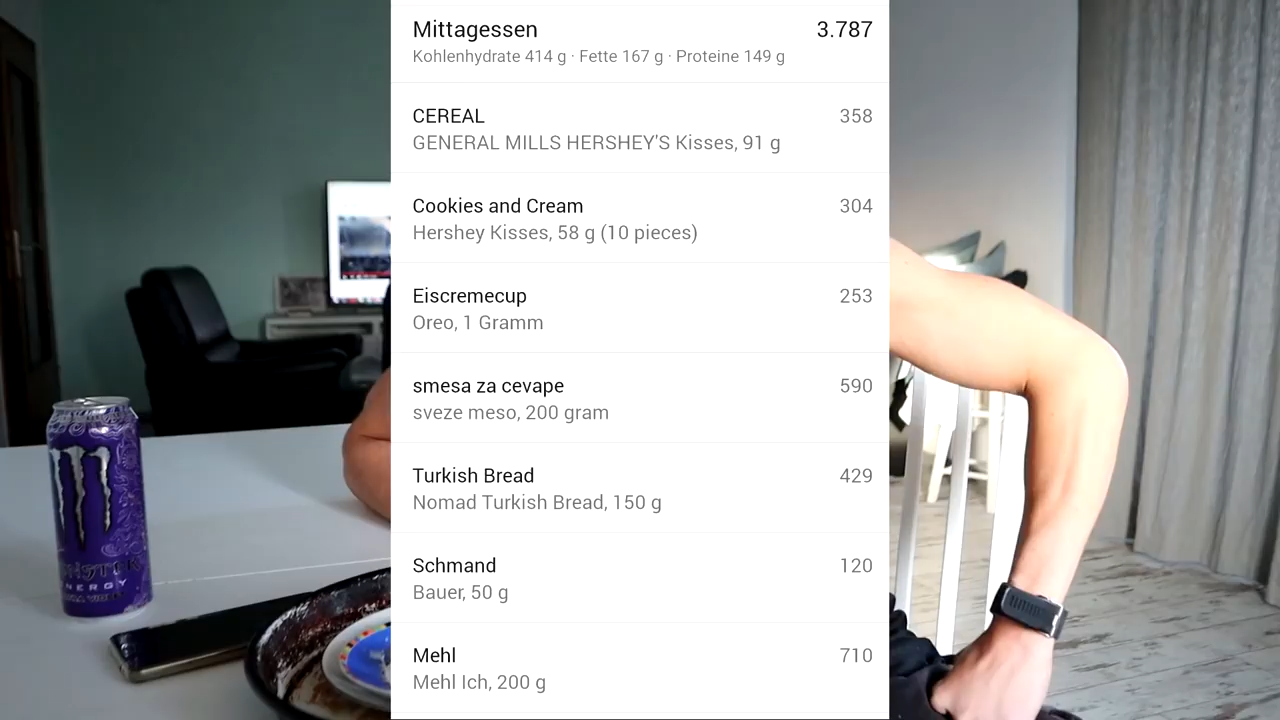 Mittagessen 3.787
Kohlenhydrate 414 g · Fette 167 g · Proteine 149 g
CEREAL 358
GENERAL MILLS HERSHEY'S Kisses, 91 g
Cookies and Cream 304
Hershey Kisses, 58 g (10 pieces)
Eiscremecup 253
Oreo, 1 Gramm
smesa za cevape 590
sveze meso, 200 gram
Turkish Bread 429
Nomad Turkish Bread, 150 g
Schmand 120
Bauer, 50 g
Mehl 710
Mehl Ich, 200 g